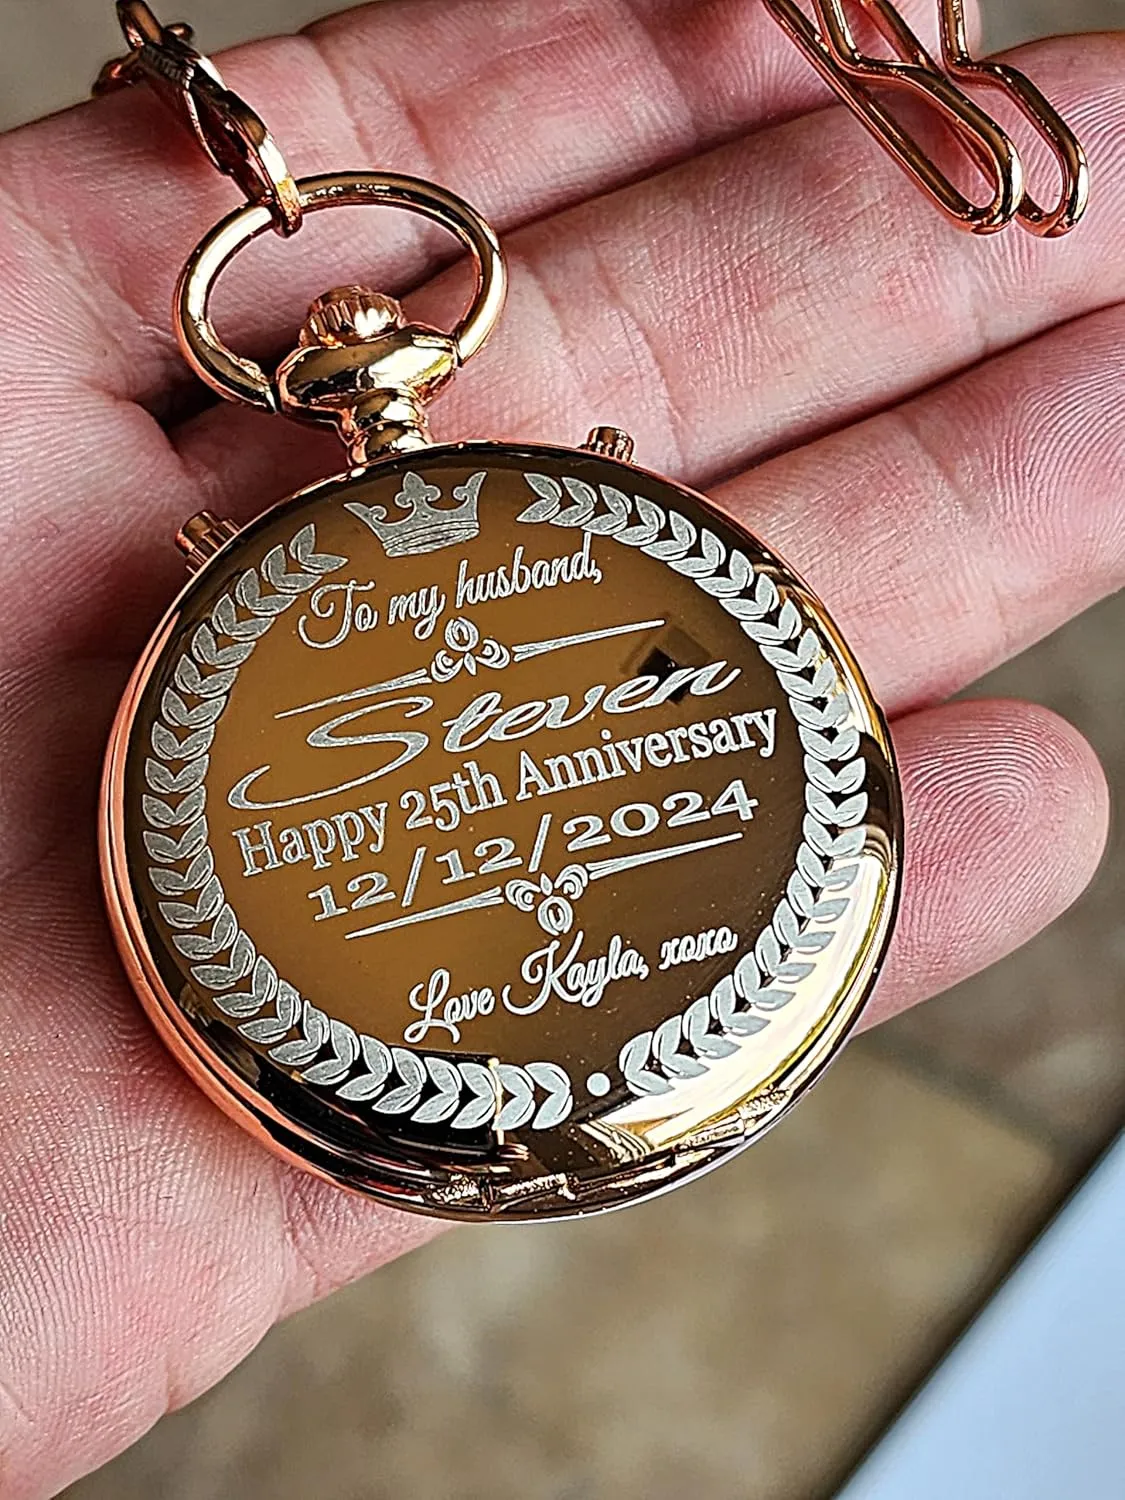 To my husband,
Steven
Happy 25th Anniversary
12/12/2024
Love Kayla, xoxo